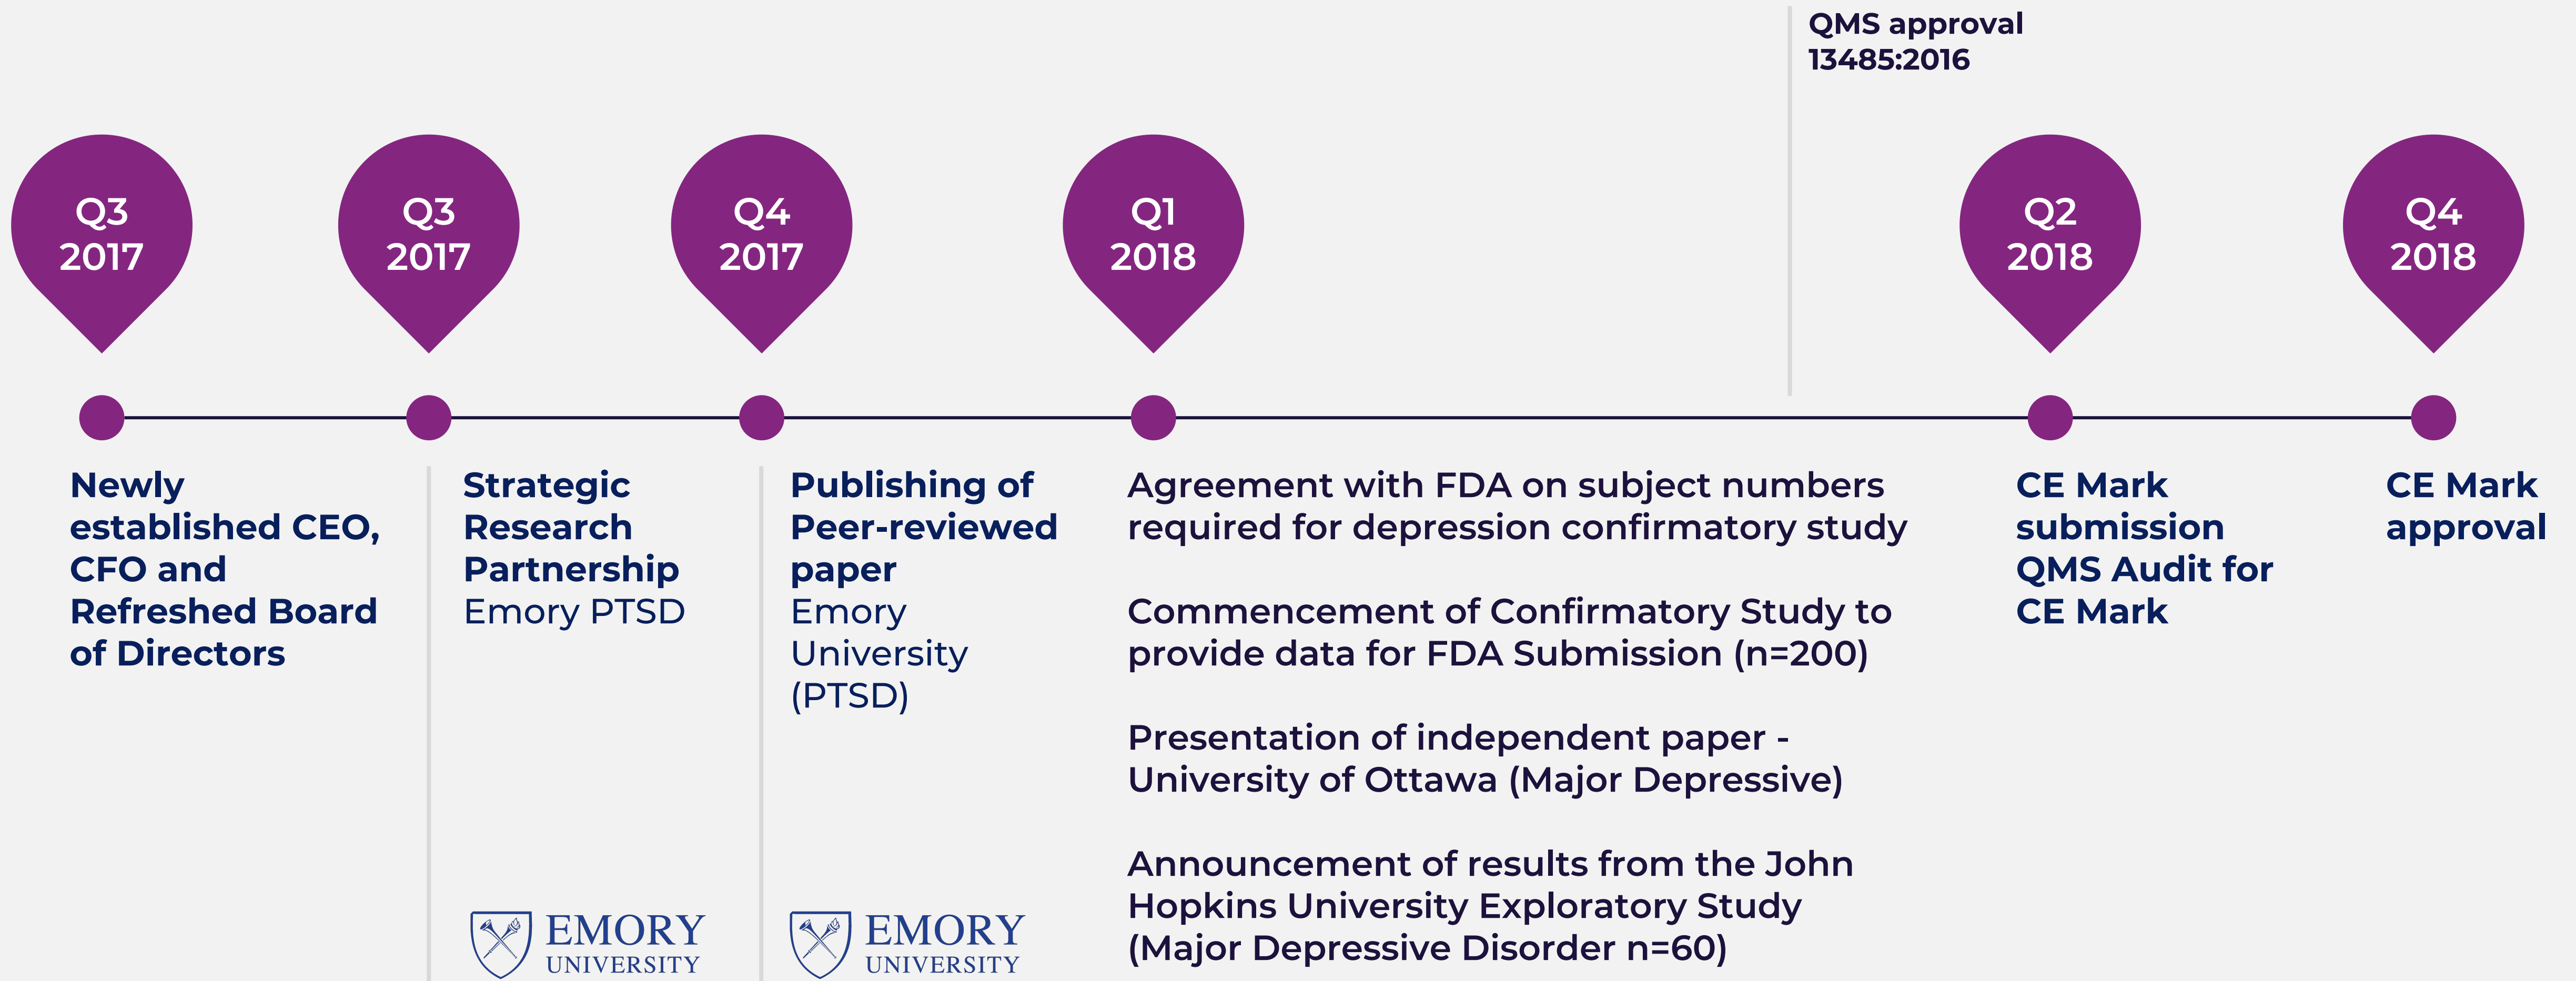 QMS approval
13485:2016
Q3
2017
Q3
2017
Q4
2017
Q1
2018
Q2
2018
Q4
2018
Newly
established CEO,
CFO and
Refreshed Board
of Directors
Strategic
Research
Partnership
Emory PTSD
EMORY
UNIVERSITY
Publishing of
Peer-reviewed
paper
Emory
University
(PTSD)
EMORY
UNIVERSITY
Agreement with FDA on subject numbers
required for depression confirmatory study
Commencement of Confirmatory Study to
provide data for FDA Submission (n=200)
Presentation of independent paper -
University of Ottawa (Major Depressive)
Announcement of results from the John
Hopkins University Exploratory Study
(Major Depressive Disorder n=60)
CE Mark
submission
QMS Audit for
CE Mark
CE Mark
approval